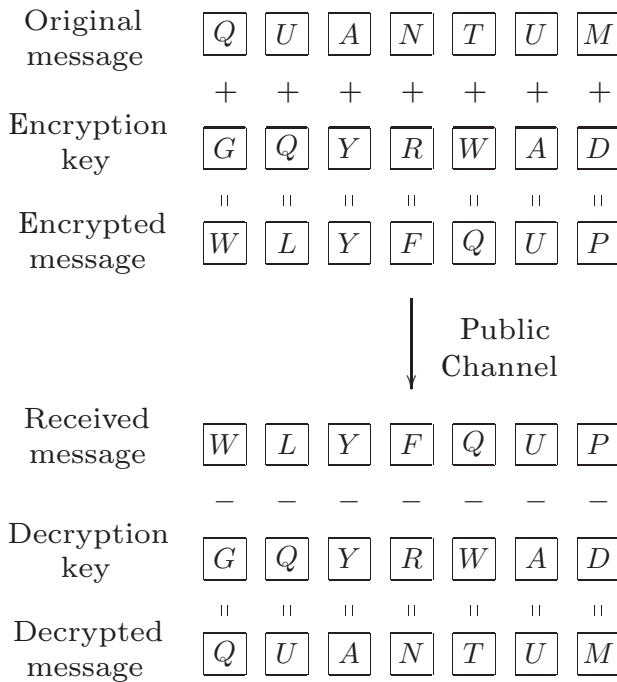 Original
message
Q U A N T U M
+ + + + + + +
Encryption
key
G Q Y R W A D
= = = = = = =
Encrypted
message
W L Y F Q U P
Public
Channel
Received
message
W L Y F Q U P
− − − − − − −
Decryption
key
G Q Y R W A D
= = = = = = =
Decrypted
message
Q U A N T U M